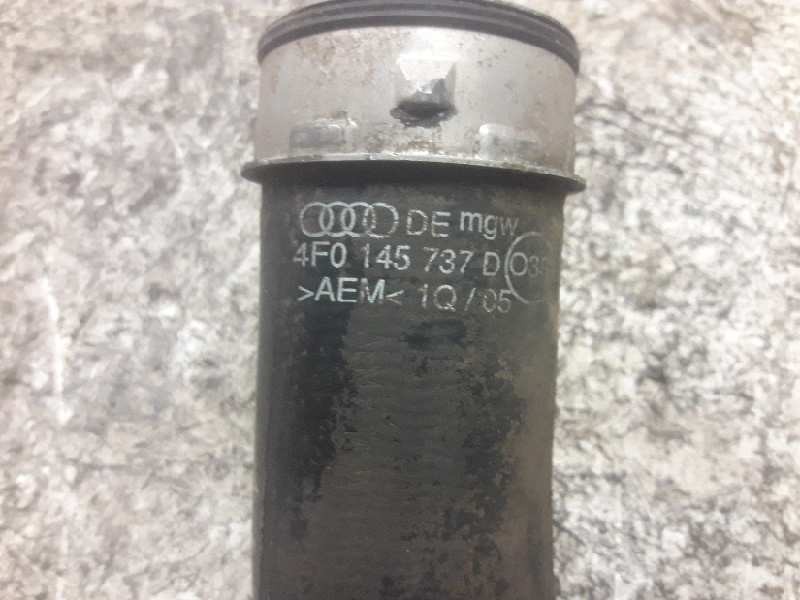 DE mgw
4F0 145 737 D
>AEM< 1Q / 05